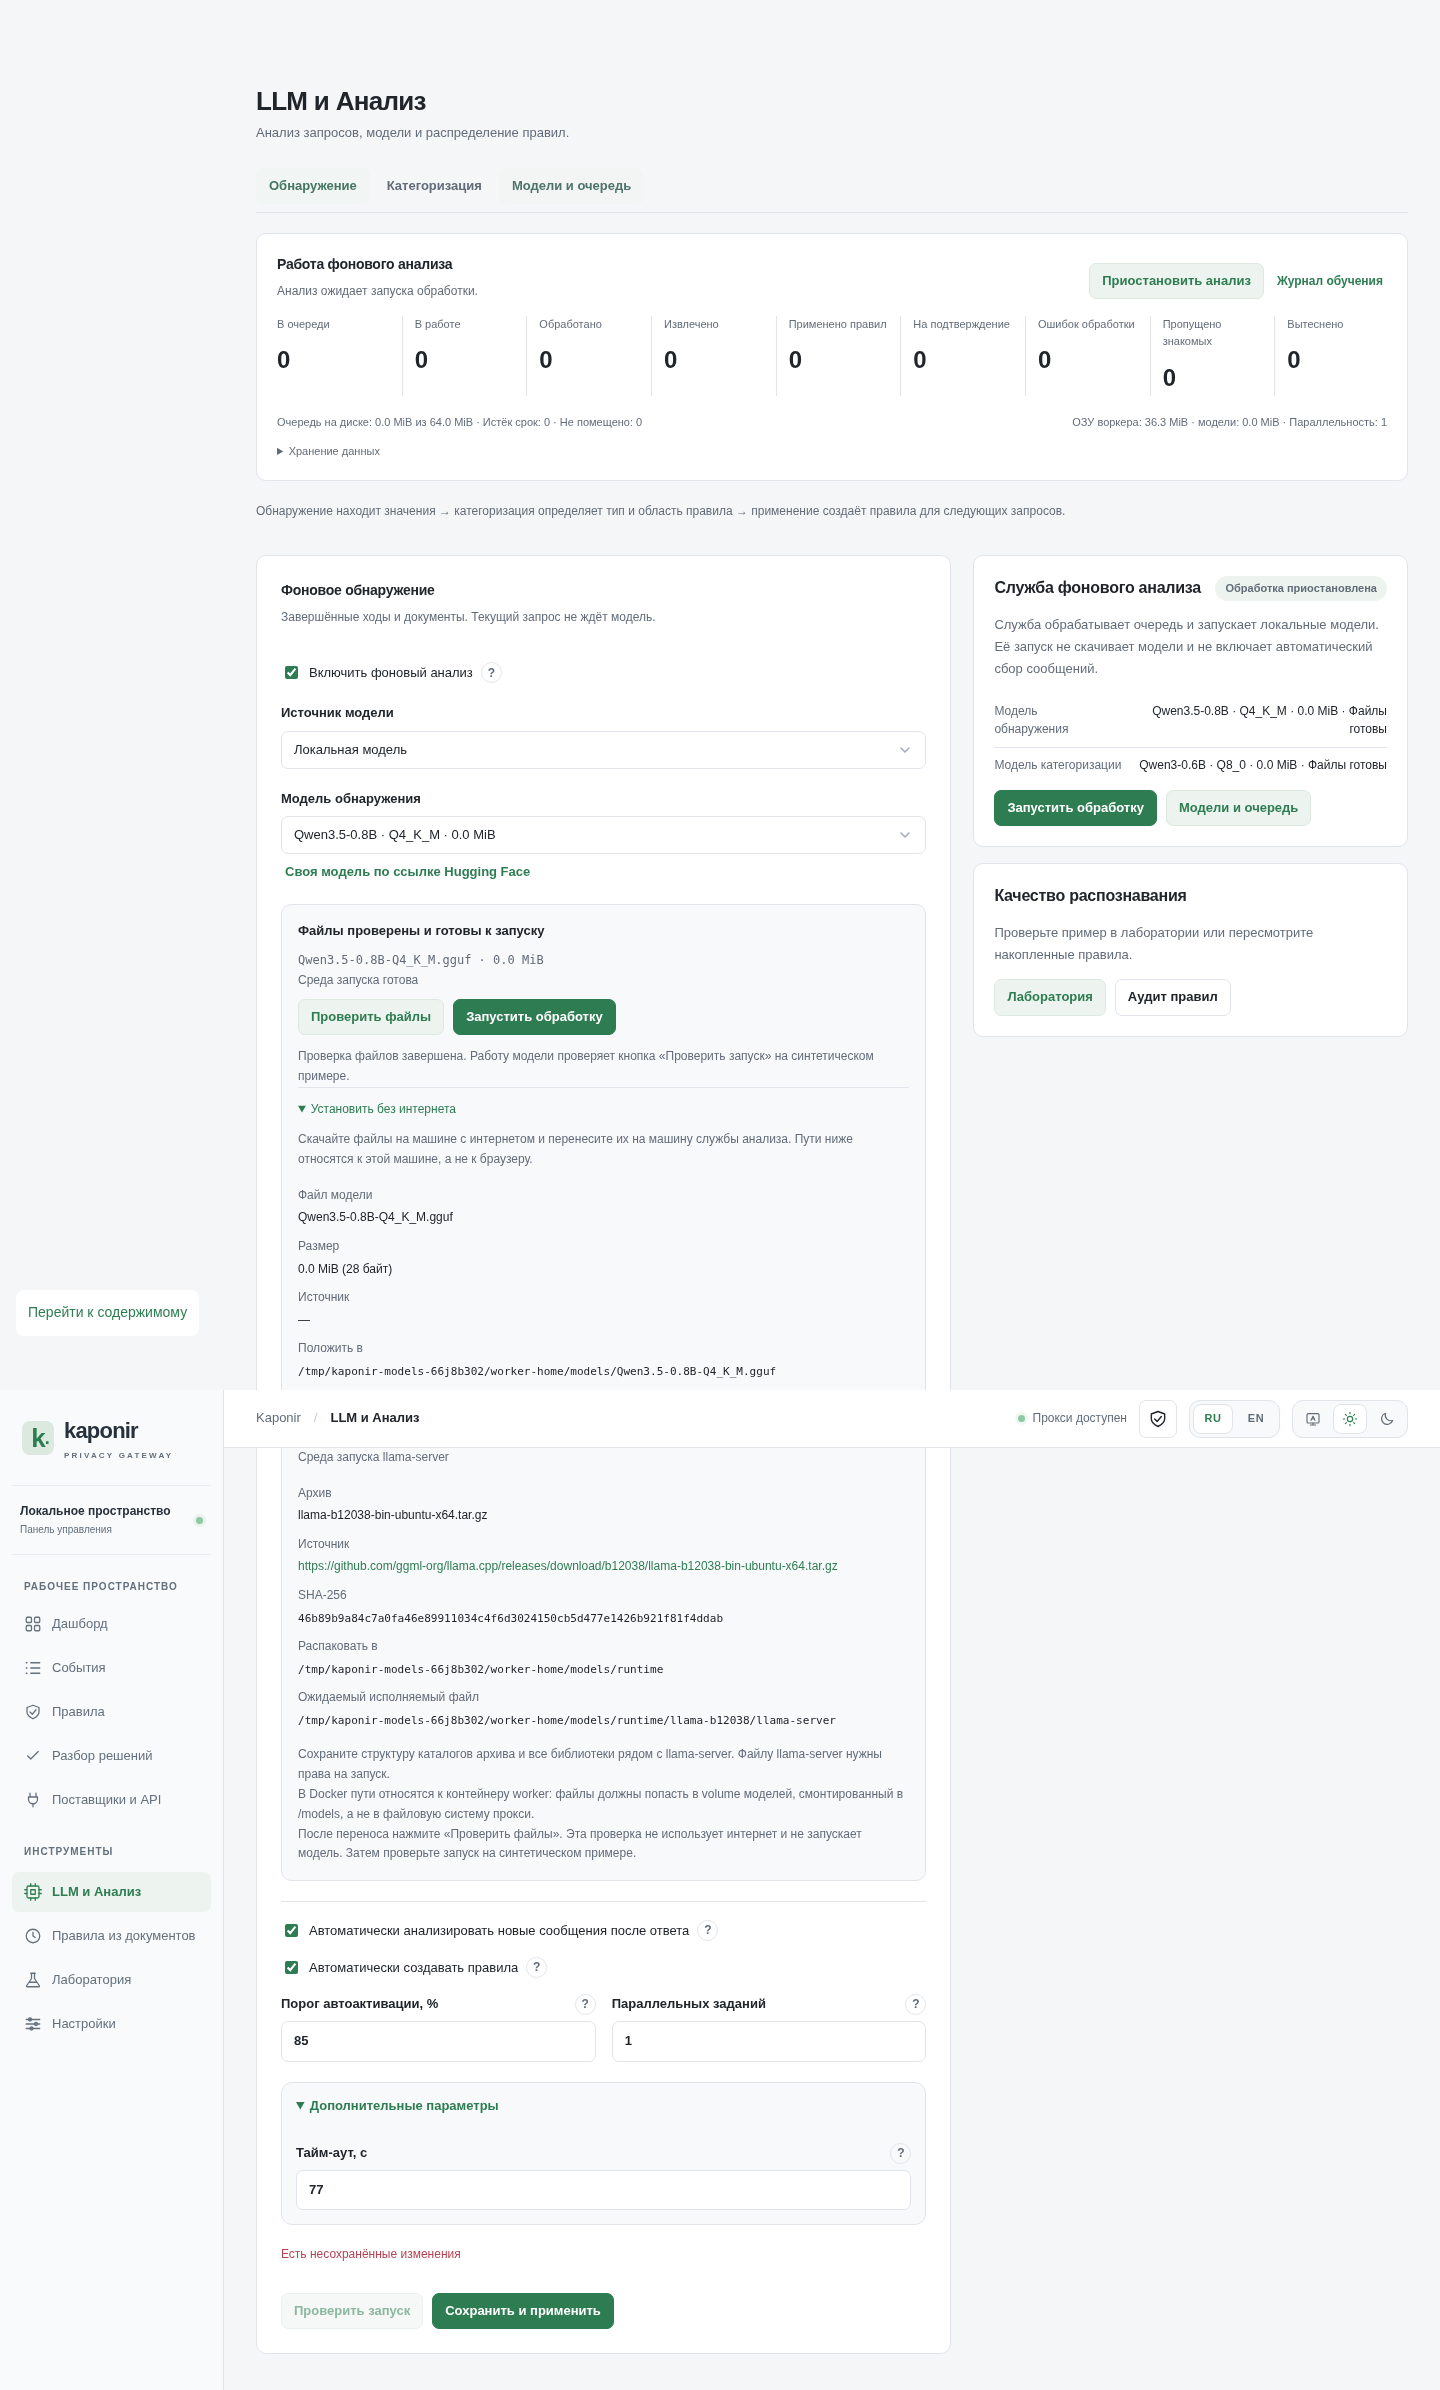 LLM и Анализ
Анализ запросов, модели и распределение правил.
Обнаружение
Категоризация
Модели и очередь
Работа фонового анализа
Анализ ожидает запуска обработки.
Приостановить анализ
Журнал обучения
В очереди
0
В работе
0
Обработано
0
Извлечено
0
Применено правил
0
На подтверждение
0
Ошибок обработки
0
Пропущено
знакомых
0
Вытеснено
0
Очередь на диске: 0.0 MiB из 64.0 MiB · Истёк срок: 0 · Не помещено: 0
ОЗУ воркера: 36.3 MiB · модели: 0.0 MiB · Параллельность: 1
Хранение данных
Обнаружение находит значения → категоризация определяет тип и область правила → применение создаёт правила для следующих запросов.
Фоновое обнаружение
Завершённые ходы и документы. Текущий запрос не ждёт модель.
Включить фоновый анализ ?
Источник модели
Локальная модель
Модель обнаружения
Qwen3.5-0.8B · Q4_K_M · 0.0 MiB
Своя модель по ссылке Hugging Face
Файлы проверены и готовы к запуску
Qwen3.5-0.8B-Q4_K_M.gguf · 0.0 MiB
Среда запуска готова
Проверить файлы
Запустить обработку
Проверка файлов завершена. Работу модели проверяет кнопка «Проверить запуск» на синтетическом
примере.
Установить без интернета
Скачайте файлы на машине с интернетом и перенесите их на машину службы анализа. Пути ниже
относятся к этой машине, а не к браузеру.
Файл модели
Qwen3.5-0.8B-Q4_K_M.gguf
Размер
0.0 MiB (28 байт)
Источник
—
Положить в
/tmp/kaponir-models-66j8b302/worker-home/models/Qwen3.5-0.8B-Q4_K_M.gguf
Служба фонового анализа
Обработка приостановлена
Служба обрабатывает очередь и запускает локальные модели.
Её запуск не скачивает модели и не включает автоматический
сбор сообщений.
Модель
обнаружения
Qwen3.5-0.8B · Q4_K_M · 0.0 MiB · Файлы
готовы
Модель категоризации
Qwen3-0.6B · Q8_0 · 0.0 MiB · Файлы готовы
Запустить обработку
Модели и очередь
Качество распознавания
Проверьте пример в лаборатории или пересмотрите
накопленные правила.
Лаборатория
Аудит правил
Перейти к содержимому
k.
kaponir
PRIVACY GATEWAY
Kaponir / LLM и Анализ
Прокси доступен
RU
EN
Локальное пространство
Панель управления
РАБОЧЕЕ ПРОСТРАНСТВО
Дашборд
События
Правила
Разбор решений
Поставщики и API
ИНСТРУМЕНТЫ
LLM и Анализ
Правила из документов
Лаборатория
Настройки
Среда запуска llama-server
Архив
llama-b12038-bin-ubuntu-x64.tar.gz
Источник
https://github.com/ggml-org/llama.cpp/releases/download/b12038/llama-b12038-bin-ubuntu-x64.tar.gz
SHA-256
46b89b9a84c7a0fa46e89911034c4f6d3024150cb5d477e1426b921f81f4ddab
Распаковать в
/tmp/kaponir-models-66j8b302/worker-home/models/runtime
Ожидаемый исполняемый файл
/tmp/kaponir-models-66j8b302/worker-home/models/runtime/llama-b12038/llama-server
Сохраните структуру каталогов архива и все библиотеки рядом с llama-server. Файлу llama-server нужны
права на запуск.
В Docker пути относятся к контейнеру worker: файлы должны попасть в volume моделей, смонтированный в
/models, а не в файловую систему прокси.
После переноса нажмите «Проверить файлы». Эта проверка не использует интернет и не запускает
модель. Затем проверьте запуск на синтетическом примере.
Автоматически анализировать новые сообщения после ответа ?
Автоматически создавать правила ?
Порог автоактивации, % ?
85
Параллельных заданий ?
1
Дополнительные параметры
Тайм-аут, с ?
77
Есть несохранённые изменения
Проверить запуск
Сохранить и применить